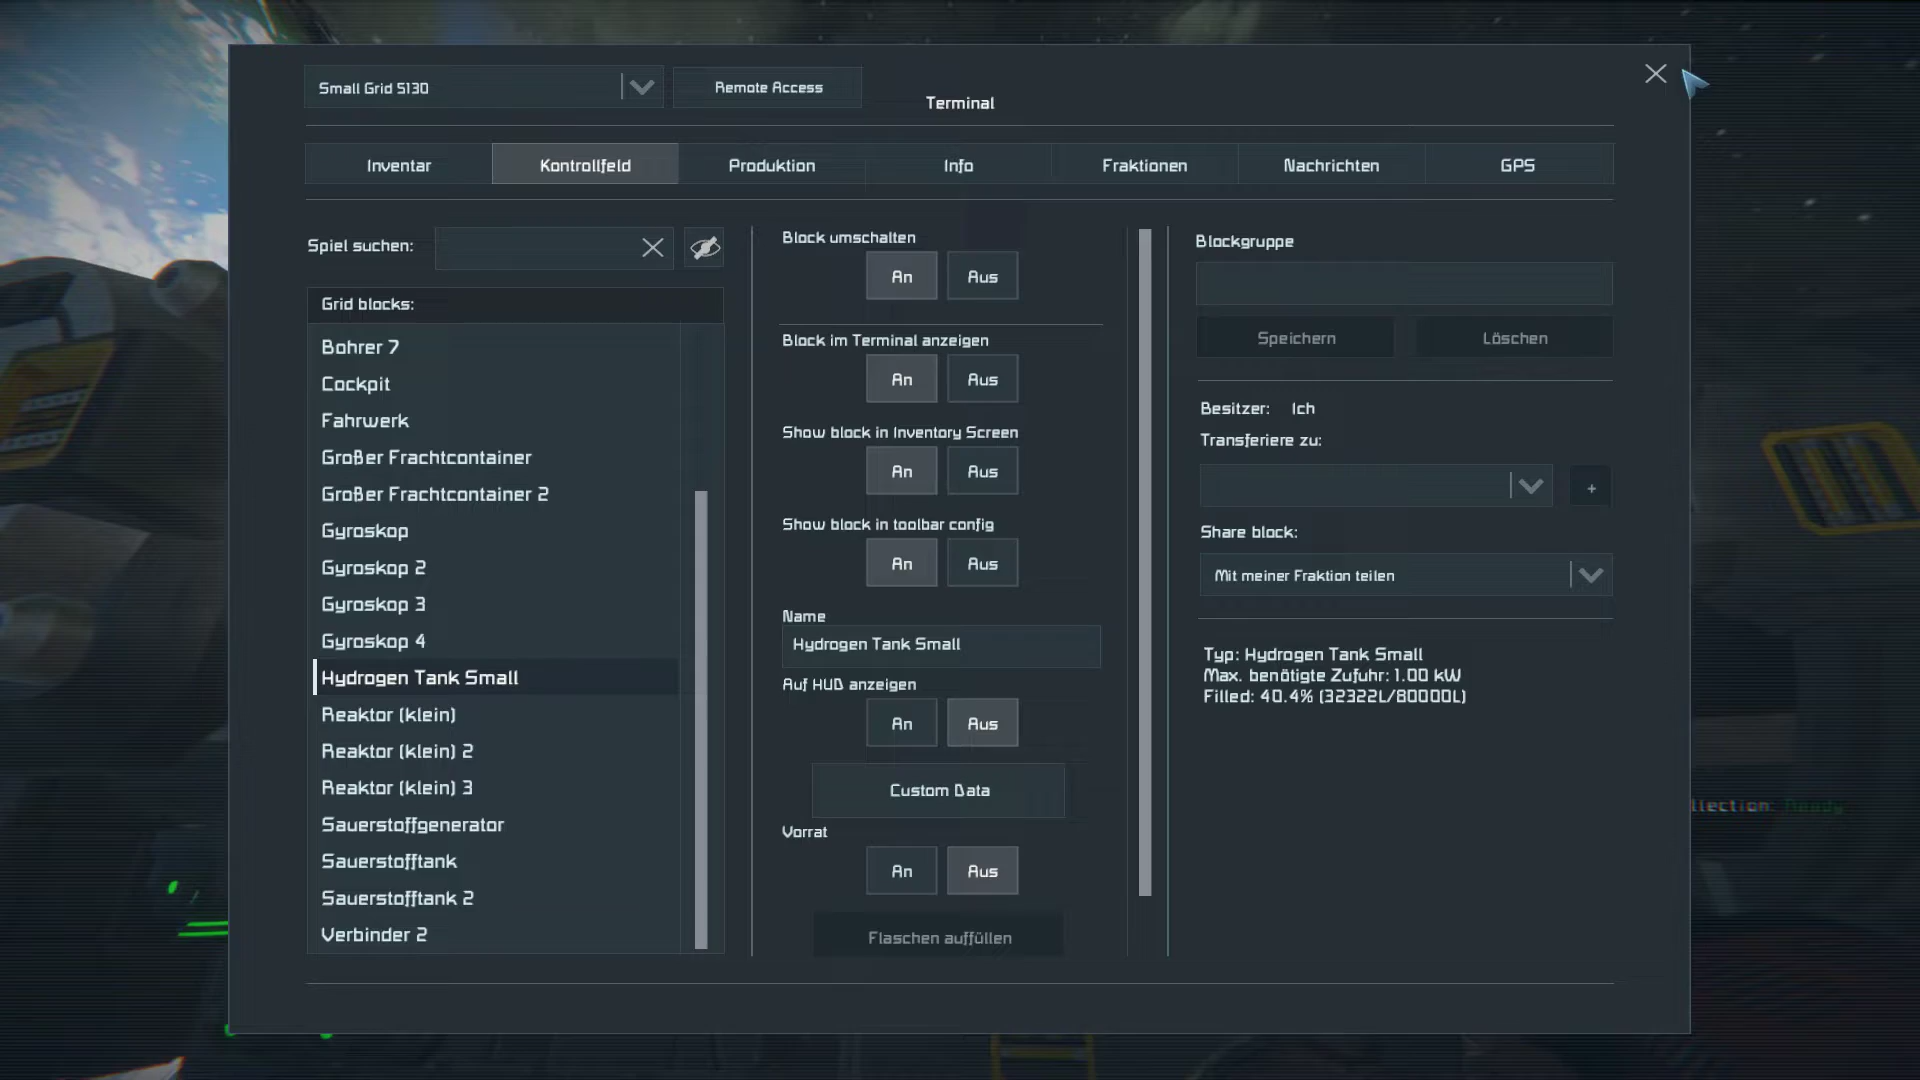 Small Grid 5130
Remote Access
Terminal
Inventar
Kontrollfeld
Produktion
Info
Fraktionen
Nachrichten
GPS
Spiel suchen:
Grid blocks:
Bohrer 7
Cockpit
Fahrwerk
Großer Frachtcontainer
Großer Frachtcontainer 2
Gyroskop
Gyroskop 2
Gyroskop 3
Gyroskop 4
Hydrogen Tank Small
Reaktor (klein)
Reaktor (klein) 2
Reaktor (klein) 3
Sauerstoffgenerator
Sauerstofftank
Sauerstofftank 2
Verbinder 2
Block umschalten
An Aus
Block im Terminal anzeigen
An Aus
Show block in Inventory Screen
An Aus
Show block in toolbar config
An Aus
Name
Hydrogen Tank Small
Auf HUD anzeigen
An Aus
Custom Data
Vorrat
An Aus
Flaschen auffüllen
Blockgruppe
Speichern Löschen
Besitzer: Ich
Transferiere zu:
+
Share block:
Mit meiner Fraktion teilen
Typ: Hydrogen Tank Small
Max. benötigte Zufuhr: 1.00 kW
Filled: 40.4% (32322L/80000L)
llection: Ready